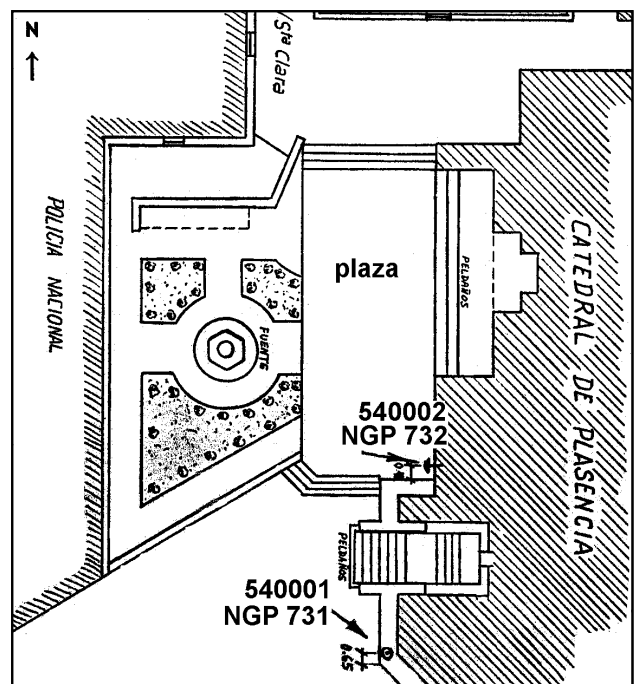 N
/Sta Clara
POLICIA NACIONAL
plaza
PELDAÑOS
CATEDRAL DE PLASENCIA
FUENTE
540002
NGP 732
PELDAÑOS
540001
NGP 731
0.65